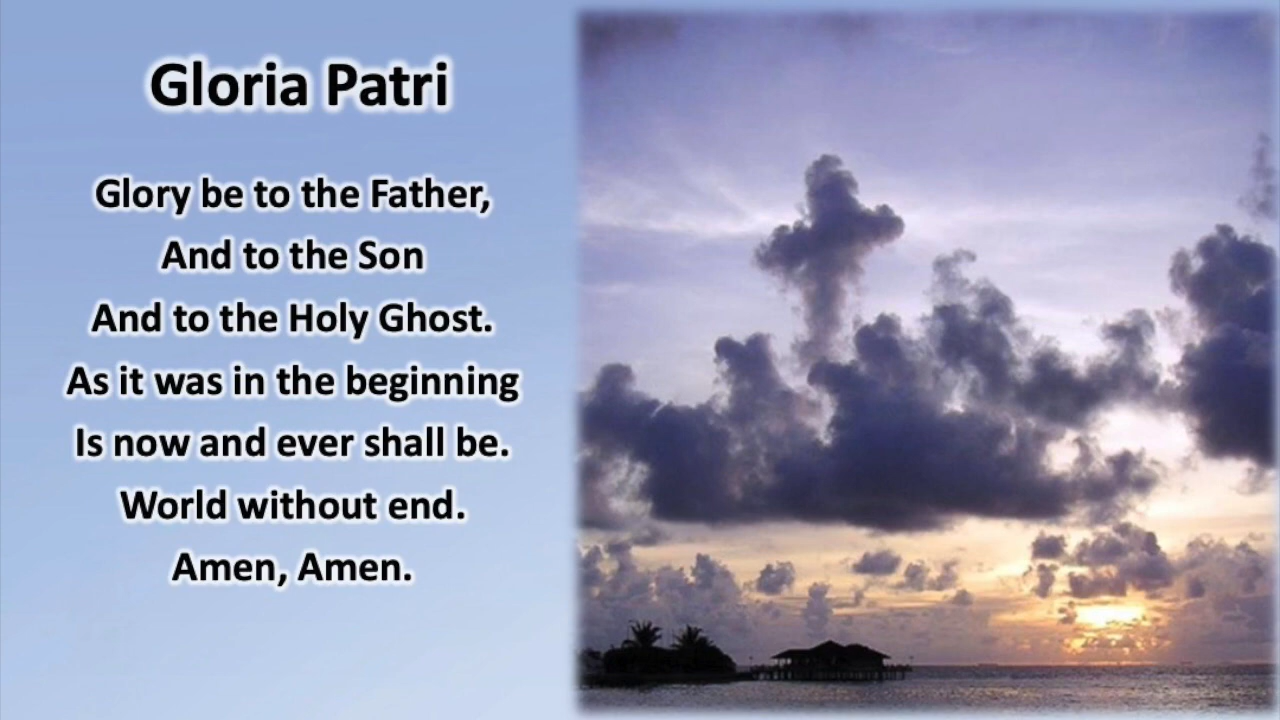 Gloria Patri
Glory be to the Father,
And to the Son
And to the Holy Ghost.
As it was in the beginning
Is now and ever shall be.
World without end.
Amen, Amen.